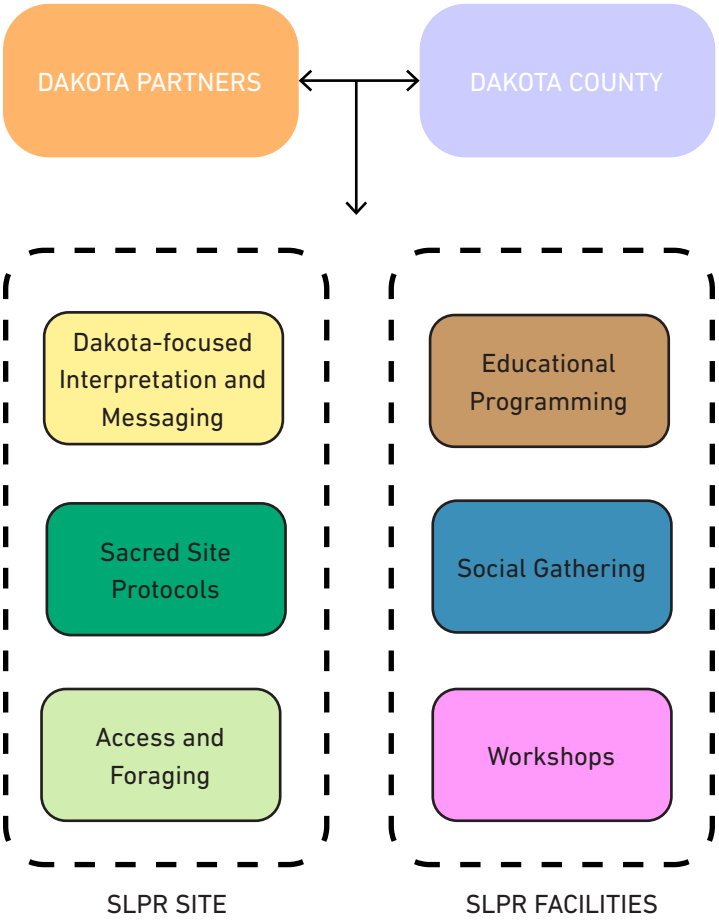 DAKOTA PARTNERS
DAKOTA COUNTY
Dakota-focused
Interpretation and
Messaging
Sacred Site
Protocols
Access and
Foraging
SLPR SITE
Educational
Programming
Social Gathering
Workshops
SLPR FACILITIES